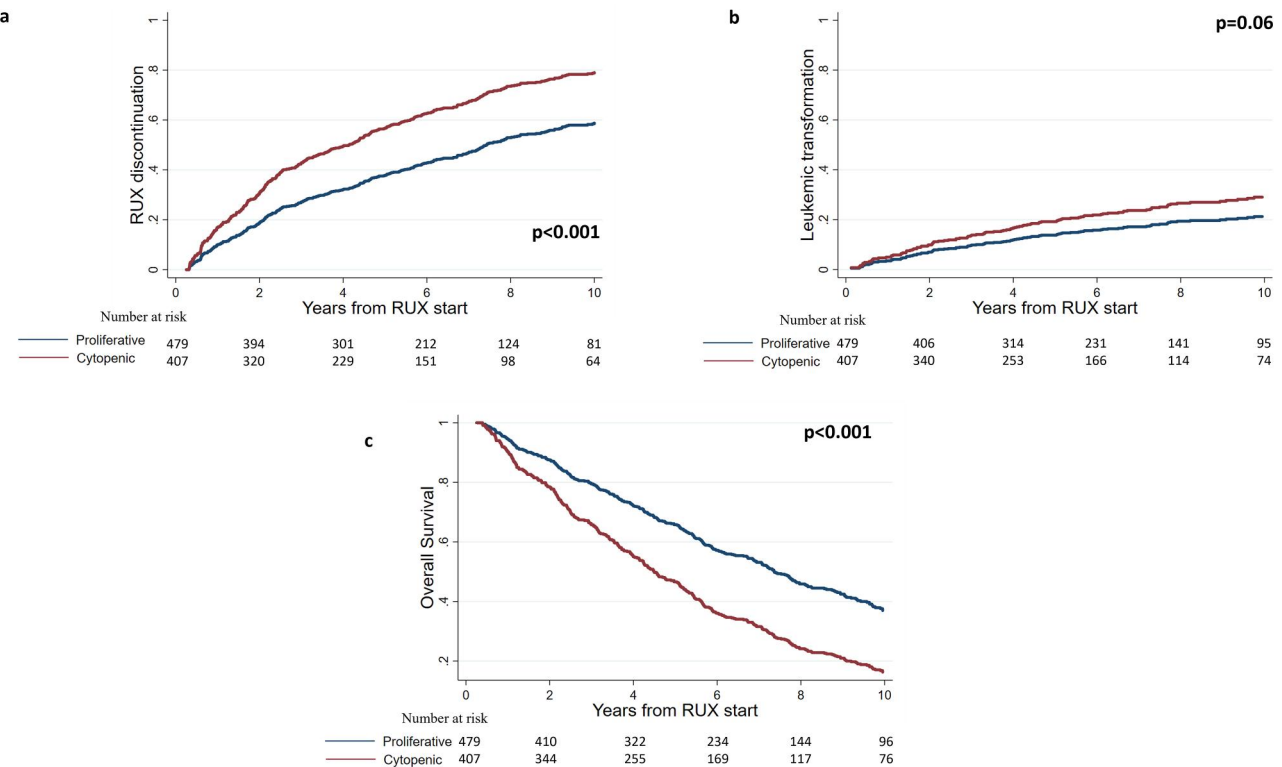 a
RUX discontinuation
1
.8
.6
.4
.2
0
p<0.001
0 2 4 6 8 10
Years from RUX start
Number at risk
Proliferative 479 394 301 212 124 81
Cytopenic 407 320 229 151 98 64
b
p=0.06
Leukemic transformation
1
.8
.6
.4
.2
0
0 2 4 6 8 10
Years from RUX start
Number at risk
Proliferative 479 406 314 231 141 95
Cytopenic 407 340 253 166 114 74
c
p<0.001
Overall Survival
1
.8
.6
.4
.2
0 2 4 6 8 10
Years from RUX start
Number at risk
Proliferative 479 410 322 234 144 96
Cytopenic 407 344 255 169 117 76